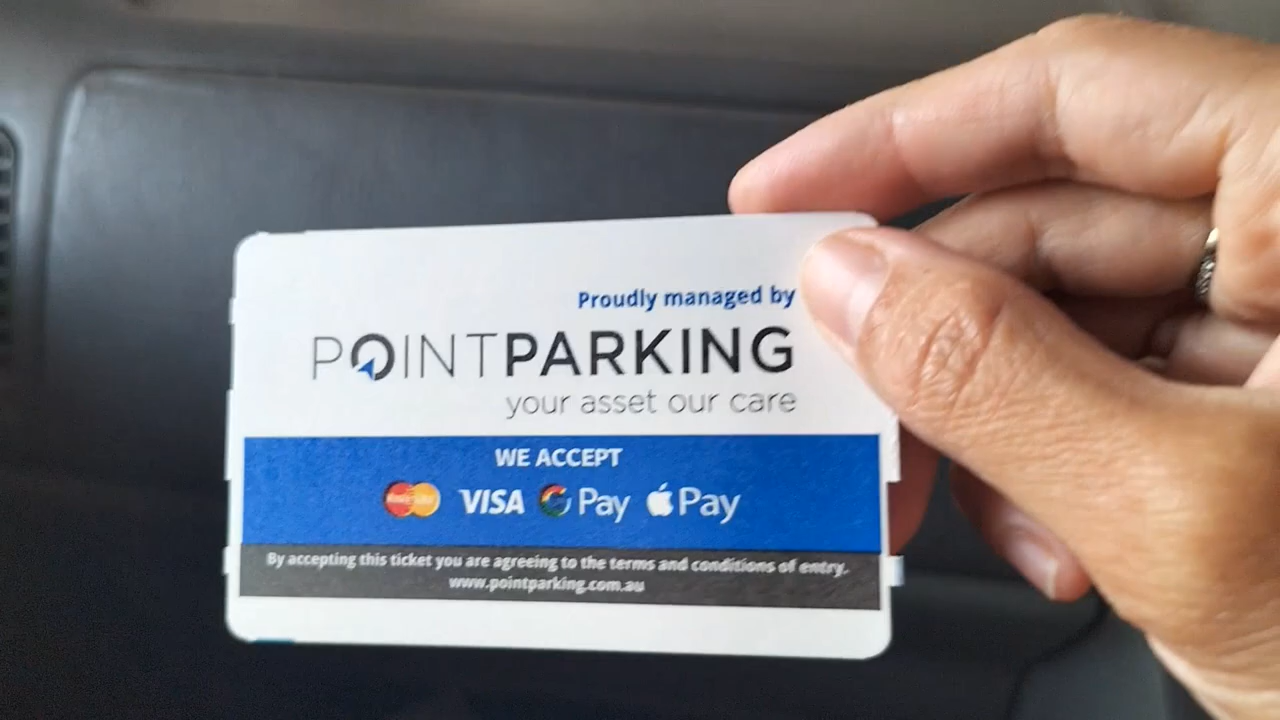 Proudly managed by
POINTPARKING
your asset our care
WE ACCEPT
MasterCard VISA G Pay Pay
By accepting this ticket you are agreeing to the terms and conditions of entry.
www.pointparking.com.au